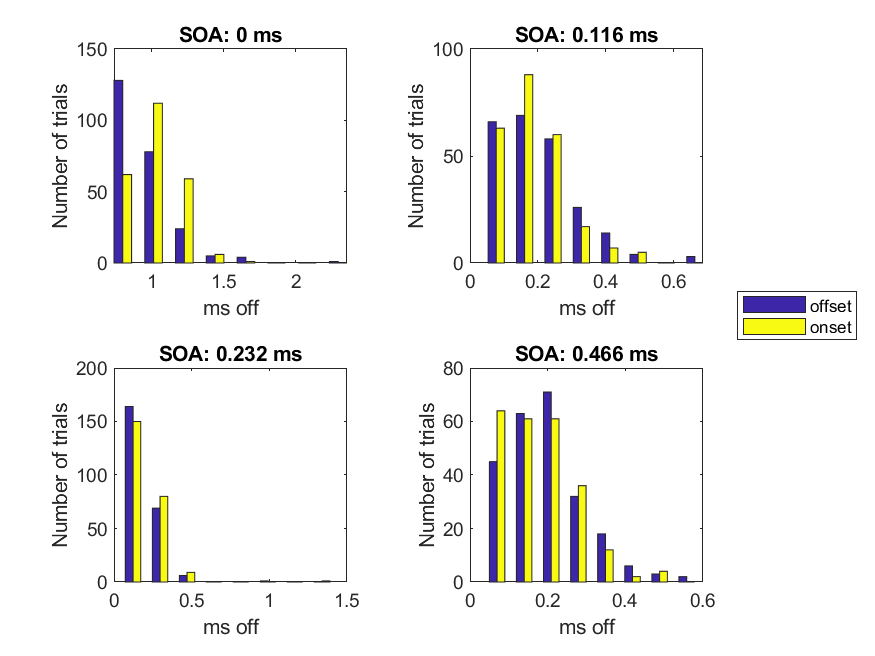 SOA: 0 ms
150
100
50
0
Number of trials
1
1.5
2
ms off
SOA: 0.116 ms
100
50
0
Number of trials
0
0.2
0.4
0.6
ms off
offset
onset
SOA: 0.232 ms
200
150
100
50
0
Number of trials
0
0.5
1
1.5
ms off
SOA: 0.466 ms
80
60
40
20
0
Number of trials
0
0.2
0.4
0.6
ms off